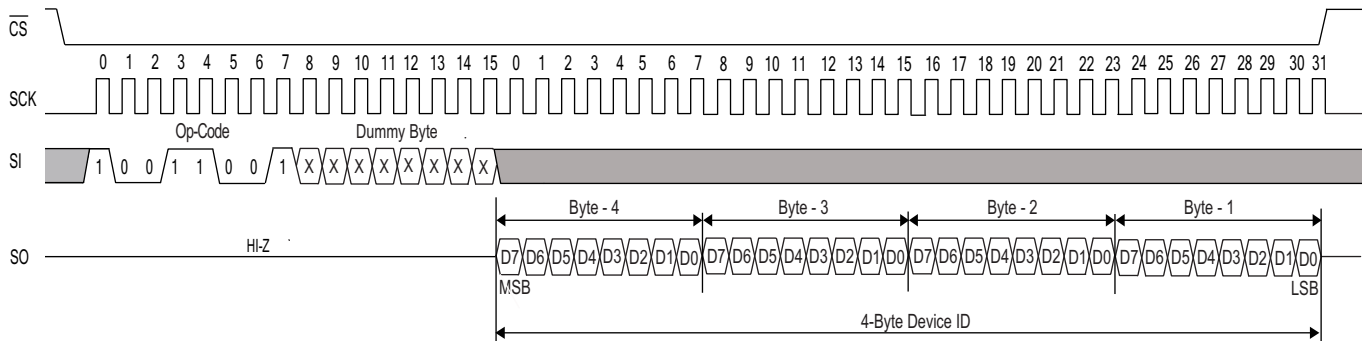 CS
0 1 2 3 4 5 6 7 8 9 10 11 12 13 14 15 0 1 2 3 4 5 6 7 8 9 10 11 12 13 14 15 16 17 18 19 20 21 22 23 24 25 26 27 28 29 30 31
SCK
Op-Code Dummy Byte
SI 1 0 0 1 1 0 0 1 X X X X X X X X
Byte - 4 Byte - 3 Byte - 2 Byte - 1
HI-Z
SO D7 D6 D5 D4 D3 D2 D1 D0 D7 D6 D5 D4 D3 D2 D1 D0 D7 D6 D5 D4 D3 D2 D1 D0 D7 D6 D5 D4 D3 D2 D1 D0
MSB LSB
4-Byte Device ID